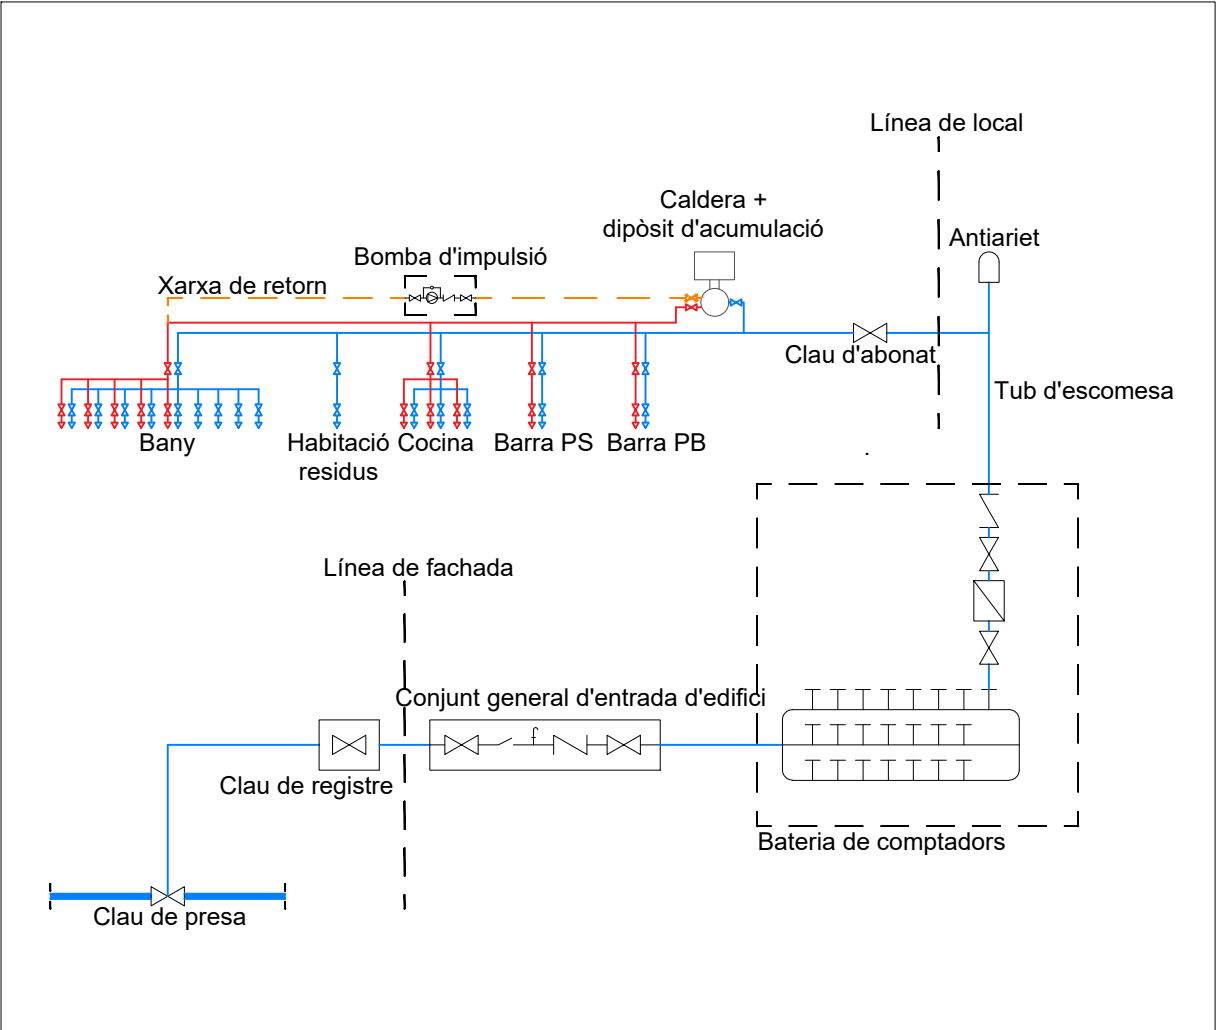 Línea de local
Caldera +
dipòsit d'acumulació
Antiariet
Bomba d'impulsió
Xarxa de retorn
Clau d'abonat
Tub d'escomesa
Bany
Habitació
residus
Cocina
Barra PS
Barra PB
Línea de fachada
Conjunt general d'entrada d'edifici
f
Clau de registre
Bateria de comptadors
Clau de presa